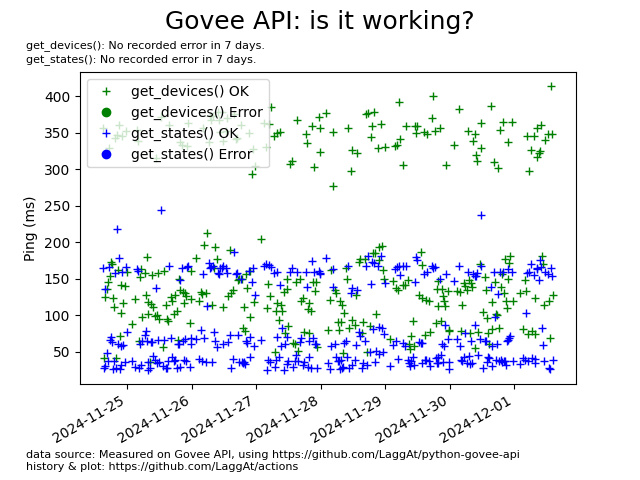 Govee API: is it working?
get_devices(): No recorded error in 7 days.
get_states(): No recorded error in 7 days.
get_devices() OK
get_devices() Error
get_states() OK
get_states() Error
Ping (ms)
400
350
300
250
200
150
100
50
2024-11-25
2024-11-26
2024-11-27
2024-11-28
2024-11-29
2024-11-30
2024-12-01
data source: Measured on Govee API, using https://github.com/LaggAt/python-govee-api
history & plot: https://github.com/LaggAt/actions